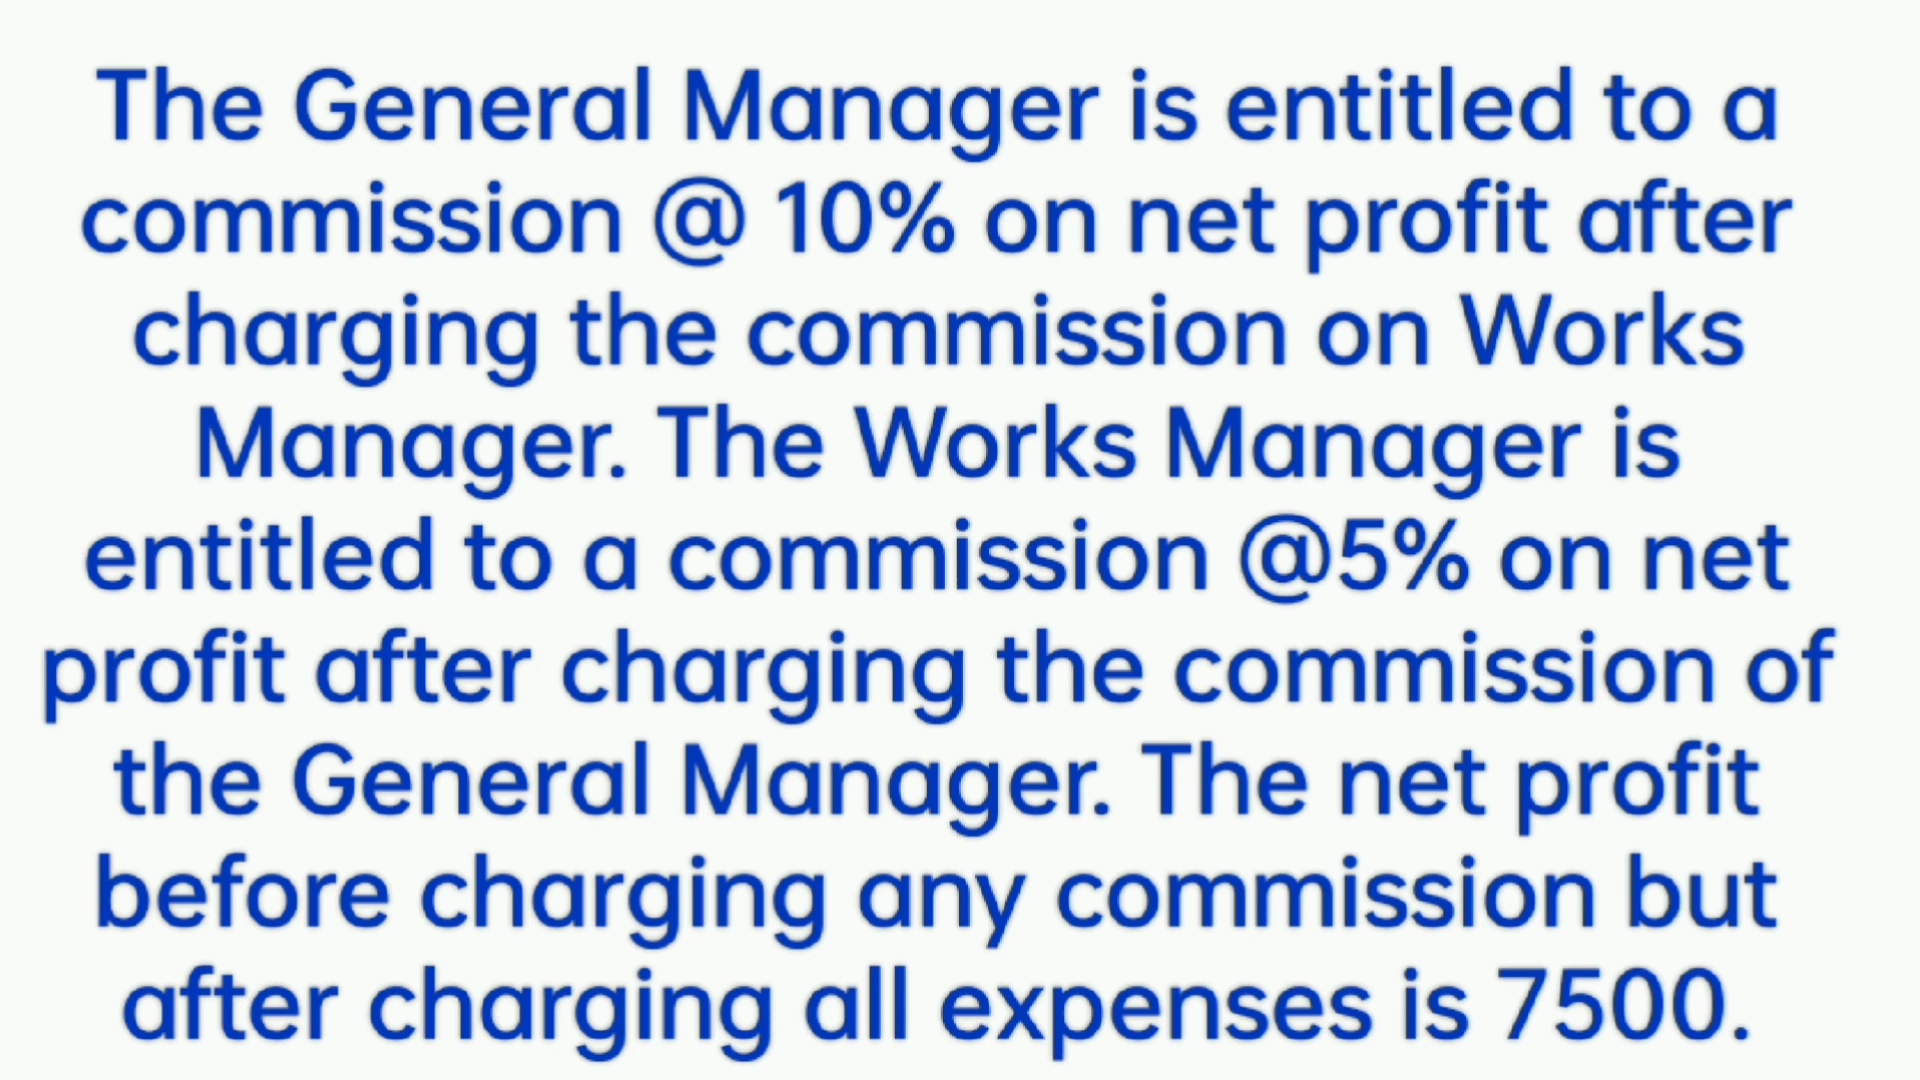 The General Manager is entitled to a
commission @ 10% on net profit after
charging the commission on Works
Manager. The Works Manager is
entitled to a commission @5% on net
profit after charging the commission of
the General Manager. The net profit
before charging any commission but
after charging all expenses is 7500.